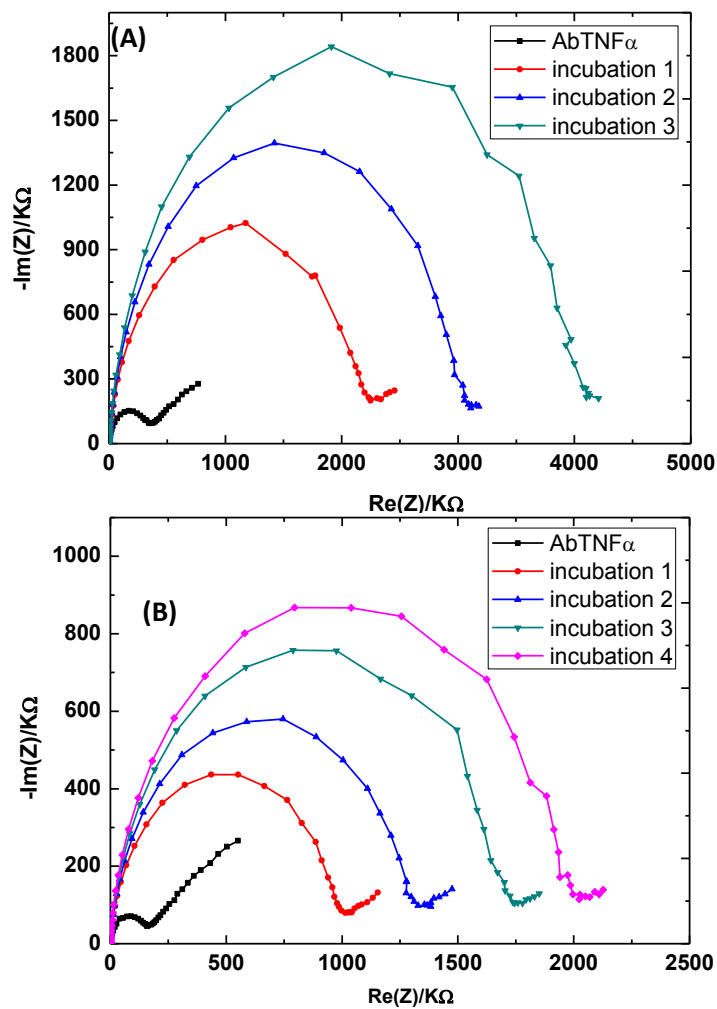 (A)
AbTNFα
incubation 1
incubation 2
incubation 3
1800
1500
1200
900
600
300
0
-Im(Z)/KΩ
0 1000 2000 3000 4000 5000
Re(Z)/KΩ
(B)
AbTNFα
incubation 1
incubation 2
incubation 3
incubation 4
1000
800
600
400
200
0
-Im(Z)/KΩ
0 500 1000 1500 2000 2500
Re(Z)/KΩ